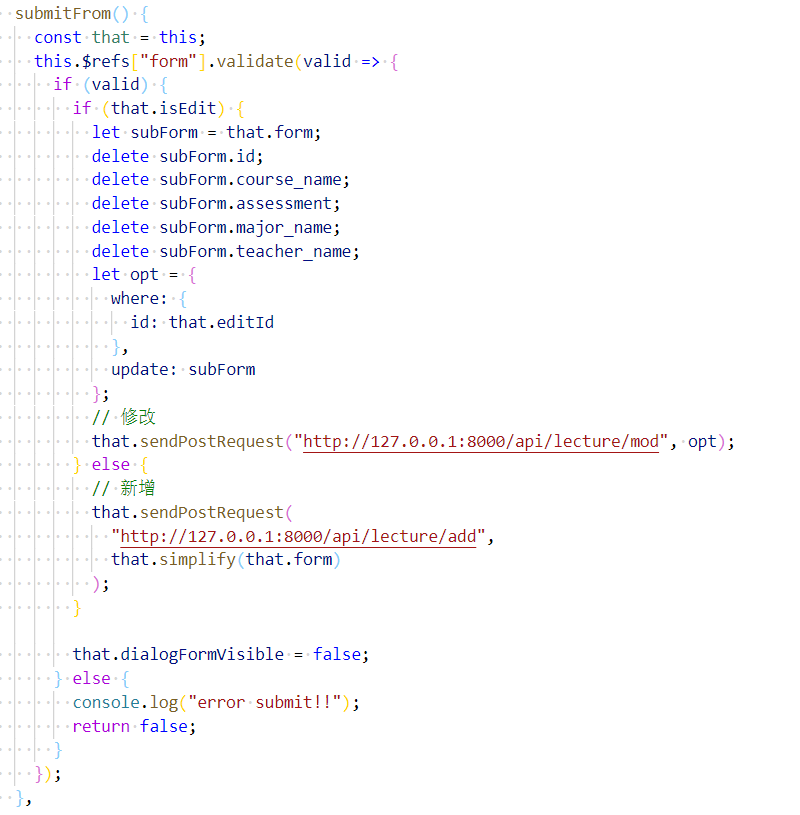 submitFrom() {
const that = this;
this.$refs["form"].validate(valid => {
if (valid) {
if (that.isEdit) {
let subForm = that.form;
delete subForm.id;
delete subForm.course_name;
delete subForm.assessment;
delete subForm.major_name;
delete subForm.teacher_name;
let opt = {
where: {
id: that.editId
},
update: subForm
};
// 修改
that.sendPostRequest("http://127.0.0.1:8000/api/lecture/mod", opt);
} else {
// 新增
that.sendPostRequest(
"http://127.0.0.1:8000/api/lecture/add",
that.simplify(that.form)
);
}
that.dialogFormVisible = false;
} else {
console.log("error submit!!");
return false;
}
});
},